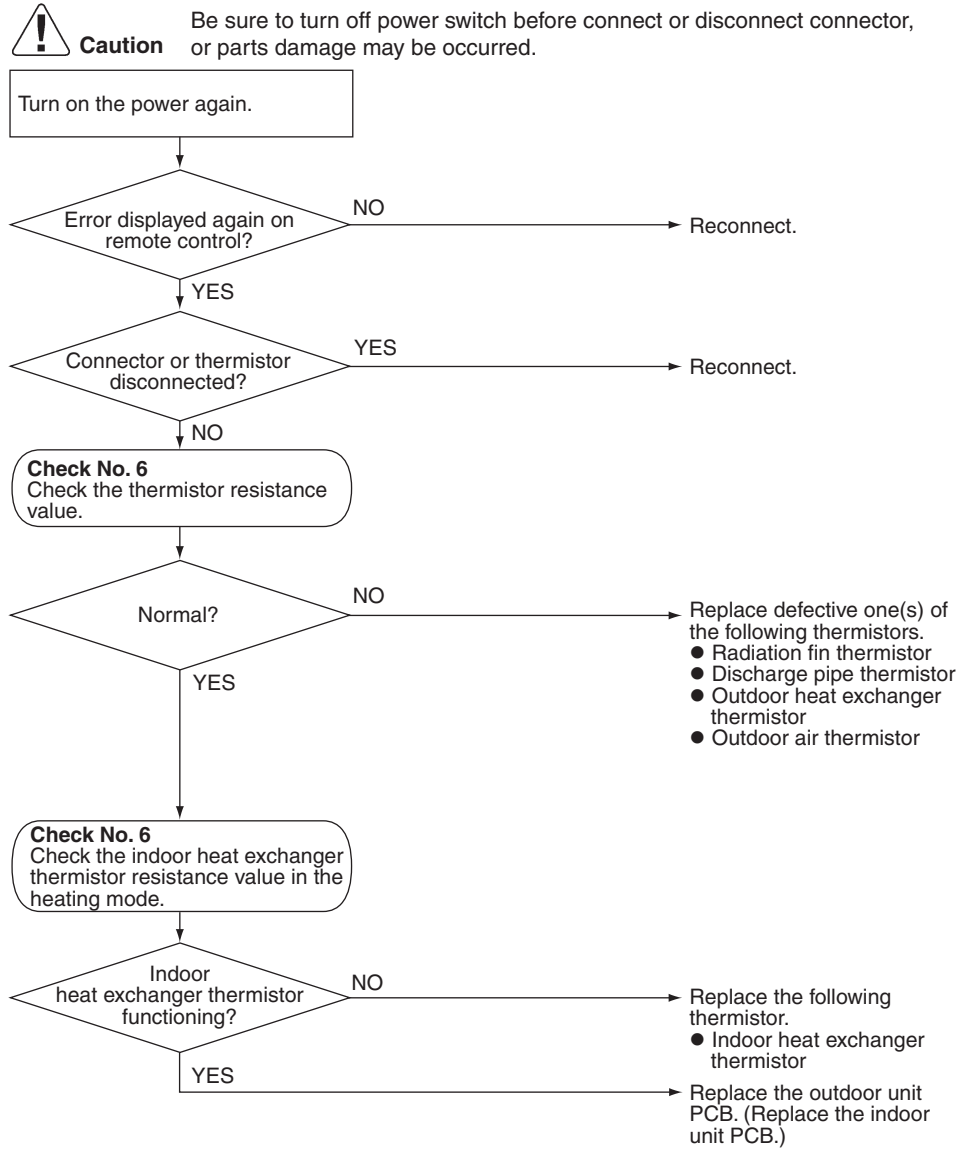 Caution
Be sure to turn off power switch before connect or disconnect connector,
or parts damage may be occurred.
Turn on the power again.
Error displayed again on
remote control?
NO
Reconnect.
YES
Connector or thermistor
disconnected?
YES
Reconnect.
NO
Check No. 6
Check the thermistor resistance
value.
Normal?
NO
Replace defective one(s) of
the following thermistors.
● Radiation fin thermistor
● Discharge pipe thermistor
● Outdoor heat exchanger
thermistor
● Outdoor air thermistor
YES
Check No. 6
Check the indoor heat exchanger
thermistor resistance value in the
heating mode.
Indoor
heat exchanger thermistor
functioning?
NO
Replace the following
thermistor.
● Indoor heat exchanger
thermistor
YES
Replace the outdoor unit
PCB. (Replace the indoor
unit PCB.)